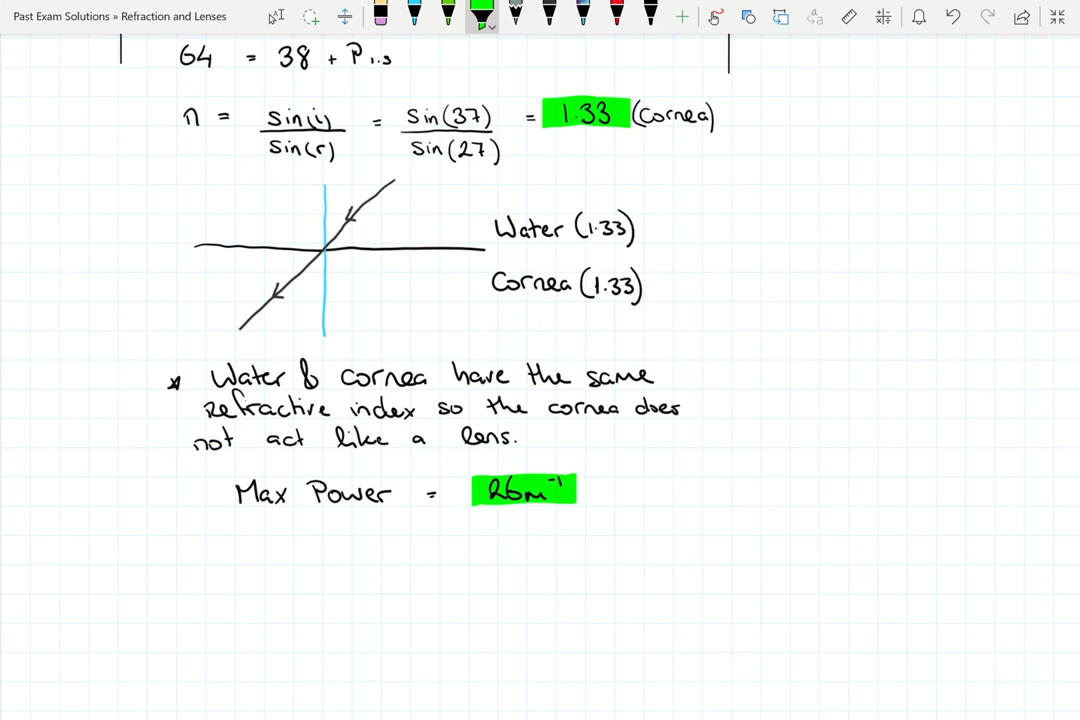 Past Exam Solutions » Refraction and Lenses
64 = 38 + P i.s
n = sin(i)/sin(r) = sin(37)/sin(27) = 1.33 (cornea)
Water (1.33)
Cornea (1.33)
* Water & cornea have the same
refractive index so the cornea does
not act like a lens.
Max Power = 26m⁻¹